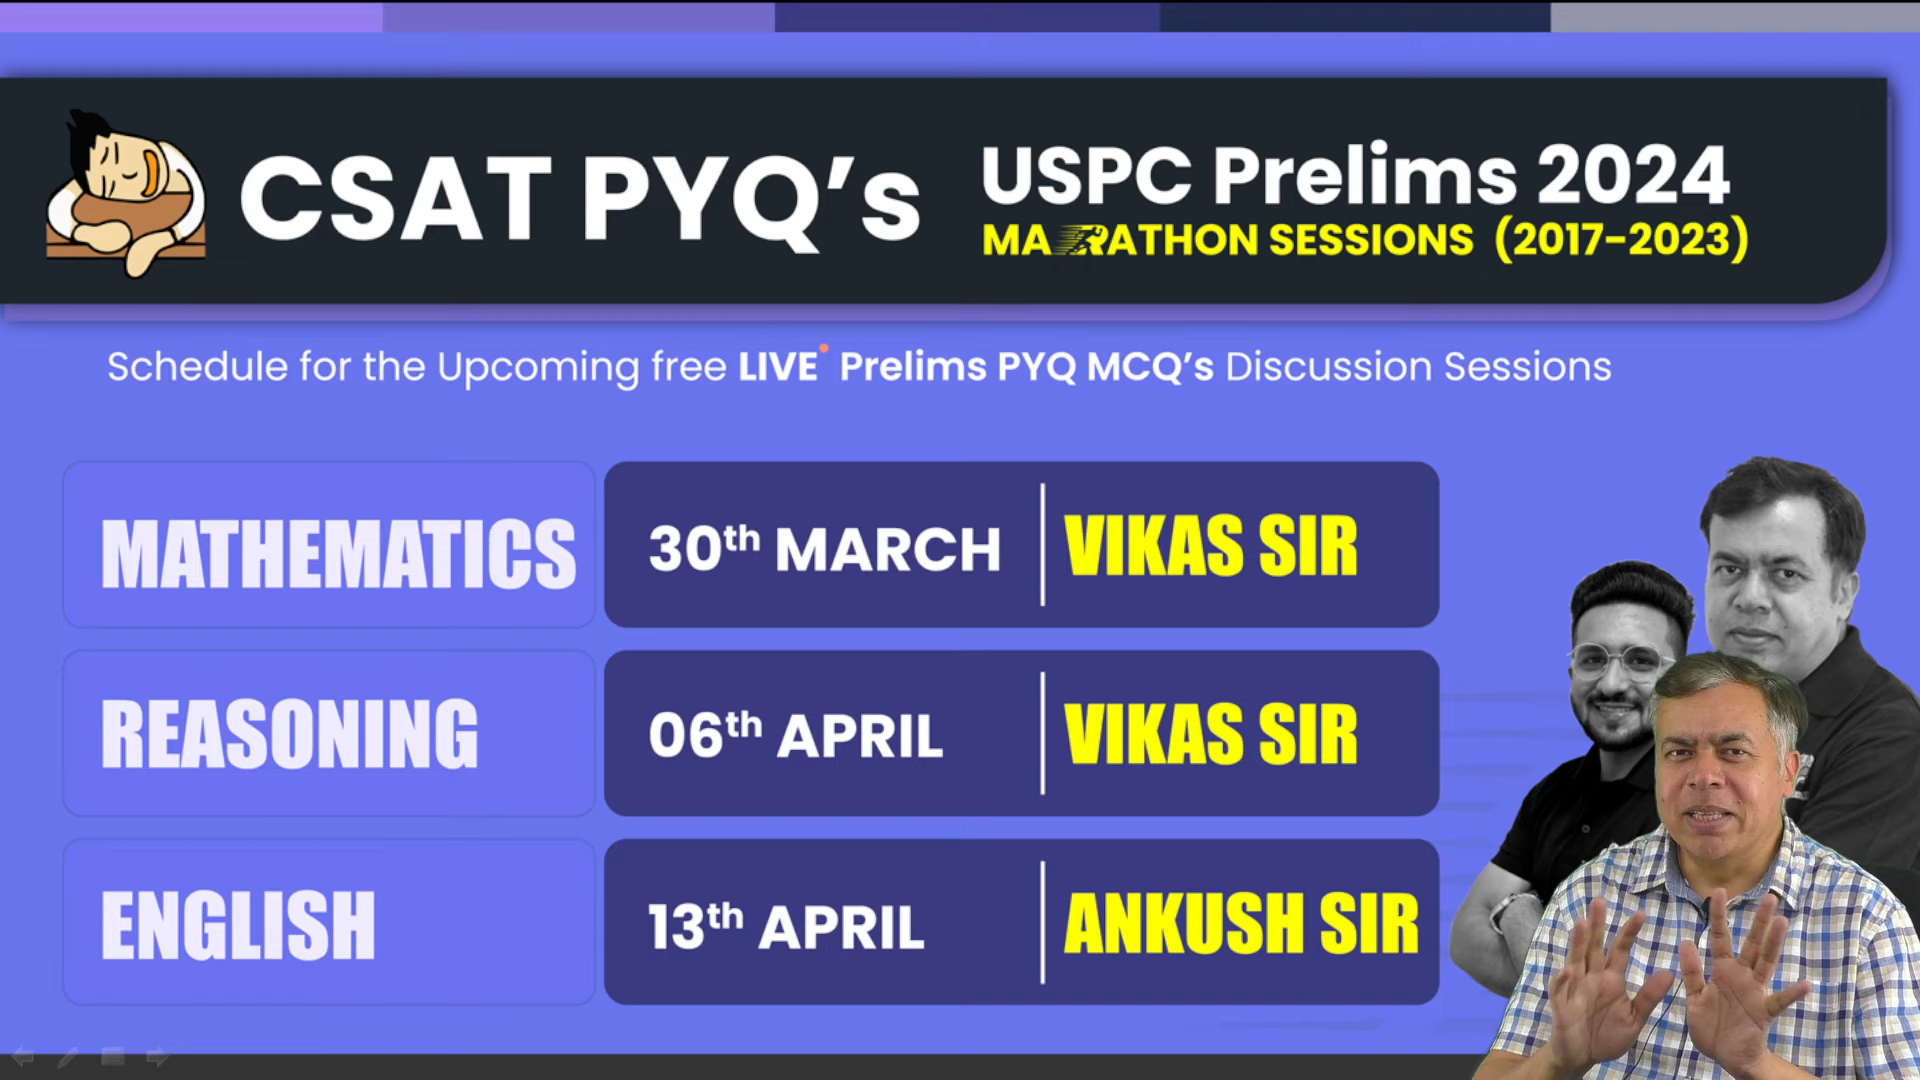 CSAT PYQ's
USPC Prelims 2024
MARATHON SESSIONS (2017-2023)
Schedule for the Upcoming free LIVE Prelims PYQ MCQ's Discussion Sessions
MATHEMATICS
30th MARCH
VIKAS SIR
REASONING
06th APRIL
VIKAS SIR
ENGLISH
13th APRIL
ANKUSH SIR